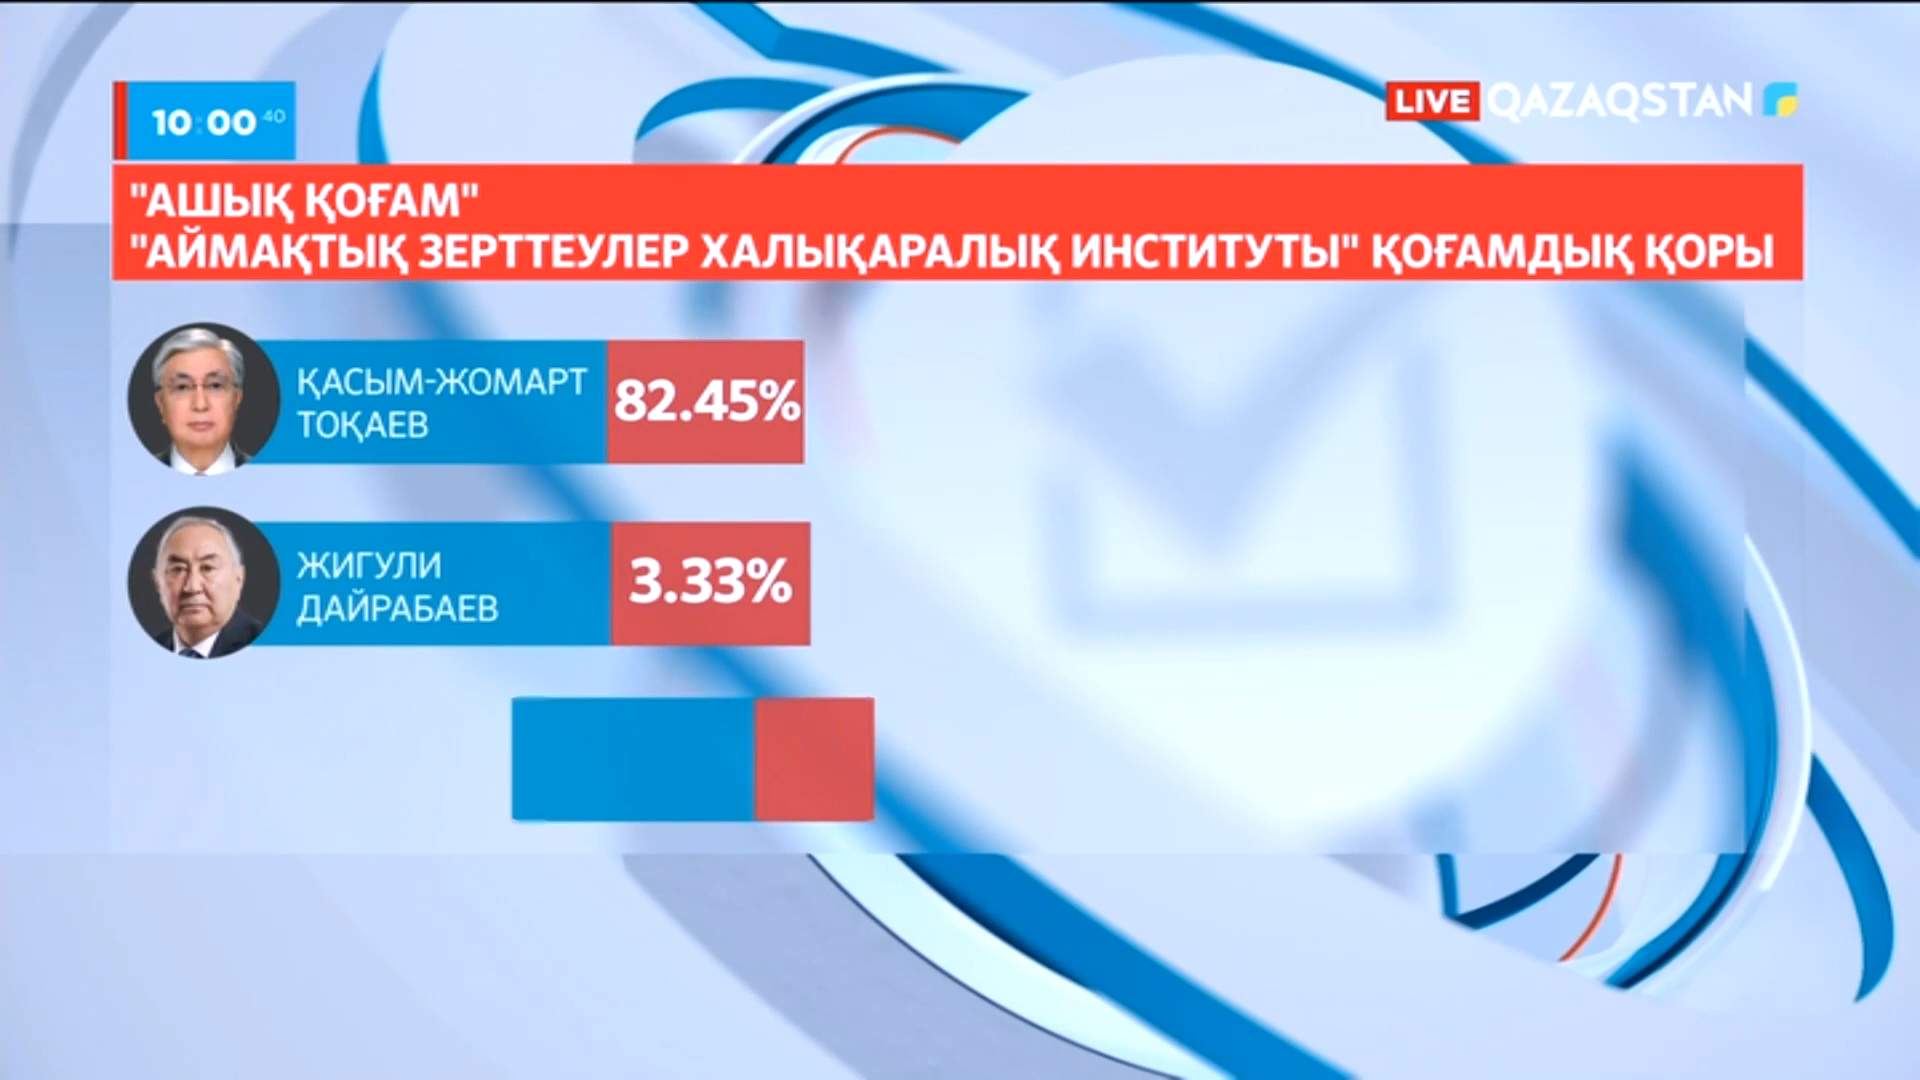 10:00 40
LIVE QAZAQSTAN
"АШЫҚ ҚОҒАМ"
"АЙМАҚТЫҚ ЗЕРТТЕУЛЕР ХАЛЫҚАРАЛЫҚ ИНСТИТУТЫ" ҚОҒАМДЫҚ ҚОРЫ
ҚАСЫМ-ЖОМАРТ
ТОҚАЕВ
82.45%
ЖИГУЛИ
ДАЙРАБАЕВ
3.33%